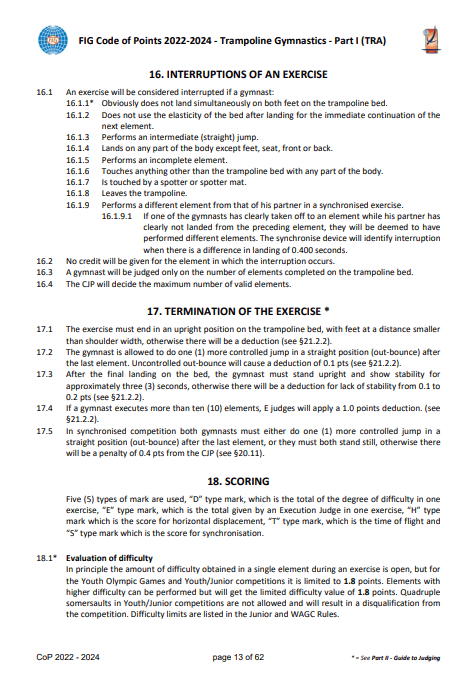 FIG Code of Points 2022-2024 - Trampoline Gymnastics - Part I (TRA)
16. INTERRUPTIONS OF AN EXERCISE
16.1 An exercise will be considered interrupted if a gymnast:
16.1.1* Obviously does not land simultaneously on both feet on the trampoline bed.
16.1.2 Does not use the elasticity of the bed after landing for the immediate continuation of the
next element.
16.1.3 Performs an intermediate (straight) jump.
16.1.4 Lands on any part of the body except feet, seat, front or back.
16.1.5 Performs an incomplete element.
16.1.6 Touches anything other than the trampoline bed with any part of the body.
16.1.7 Is touched by a spotter or spotter mat.
16.1.8 Leaves the trampoline.
16.1.9 Performs a different element from that of his partner in a synchronised exercise.
16.1.9.1 If one of the gymnasts has clearly taken off to an element while his partner has
clearly not landed from the preceding element, they will be deemed to have
performed different elements. The synchronise device will identify interruption
when there is a difference in landing of 0.400 seconds.
16.2 No credit will be given for the element in which the interruption occurs.
16.3 A gymnast will be judged only on the number of elements completed on the trampoline bed.
16.4 The CJP will decide the maximum number of valid elements.
17. TERMINATION OF THE EXERCISE *
17.1 The exercise must end in an upright position on the trampoline bed, with feet at a distance smaller
than shoulder width, otherwise there will be a deduction (see §21.2.2).
17.2 The gymnast is allowed to do one (1) more controlled jump in a straight position (out-bounce) after
the last element. Uncontrolled out-bounce will cause a deduction of 0.1 pts (see §21.2.2).
17.3 After the final landing on the bed, the gymnast must stand upright and show stability for
approximately three (3) seconds, otherwise there will be a deduction for lack of stability from 0.1 to
0.2 pts (see §21.2.2).
17.4 If a gymnast executes more than ten (10) elements, E judges will apply a 1.0 points deduction. (see
§21.2.2).
17.5 In synchronised competition both gymnasts must either do one (1) more controlled jump in a
straight position (out-bounce) after the last element, or they must both stand still, otherwise there
will be a penalty of 0.4 pts from the CJP (see §20.11).
18. SCORING
Five (5) types of mark are used, “D” type mark, which is the total of the degree of difficulty in one
exercise, “E” type mark, which is the total given by an Execution Judge in one exercise, “H” type
mark which is the score for horizontal displacement, “T” type mark, which is the time of flight and
“S” type mark which is the score for synchronisation.
18.1* Evaluation of difficulty
In principle the amount of difficulty obtained in a single element during an exercise is open, but for
the Youth Olympic Games and Youth/Junior competitions it is limited to 1.8 points. Elements with
higher difficulty can be performed but will get the limited difficulty value of 1.8 points. Quadruple
somersaults in Youth/Junior competitions are not allowed and will result in a disqualification from
the competition. Difficulty limits are listed in the Junior and WAGC Rules.
CoP 2022 - 2024 page 13 of 62 * = See Part II - Guide to Judging